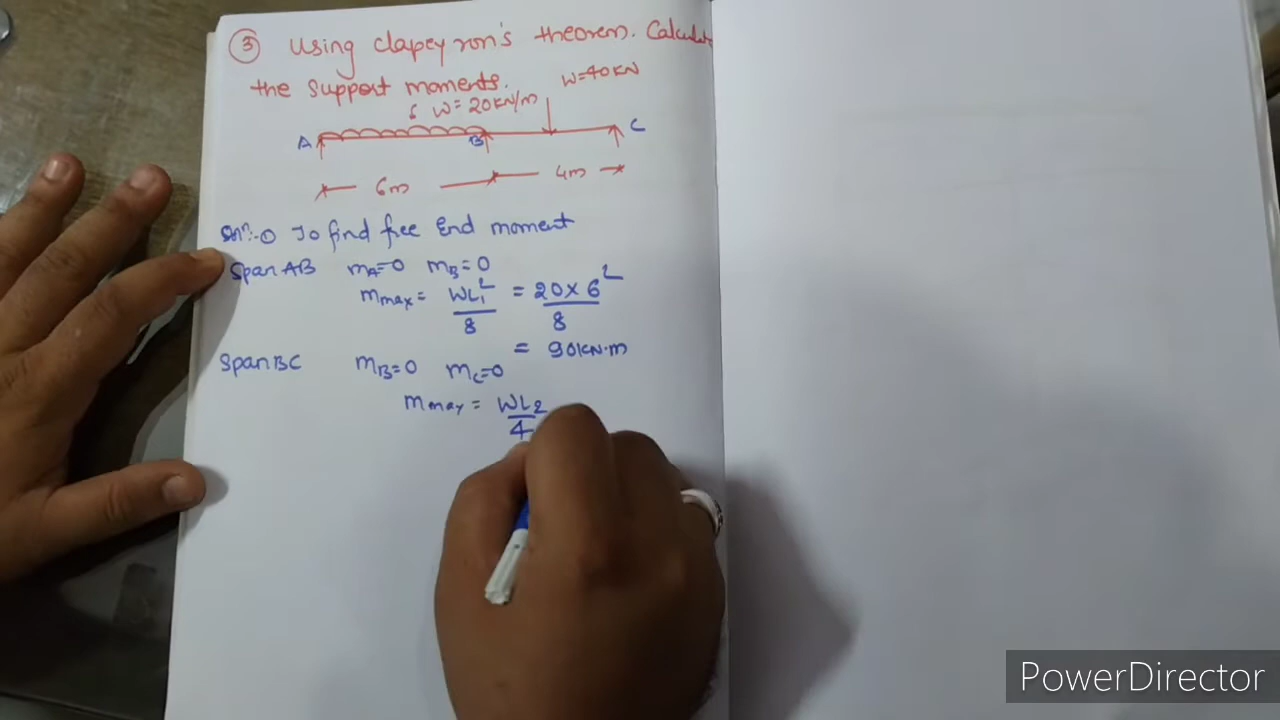 ③ Using Clapeyron's theorem. Calculate
the Support moments.
W=40KN
W=20KN/m
A B C
6m 4m
Soln:-① To find free End moment
Span AB mA=0 mB=0
Mmax = WL₁²/8 = 20×6²/8
= 90KN·m
Span BC mB=0 mC=0
Mmax = WL2/4
PowerDirector